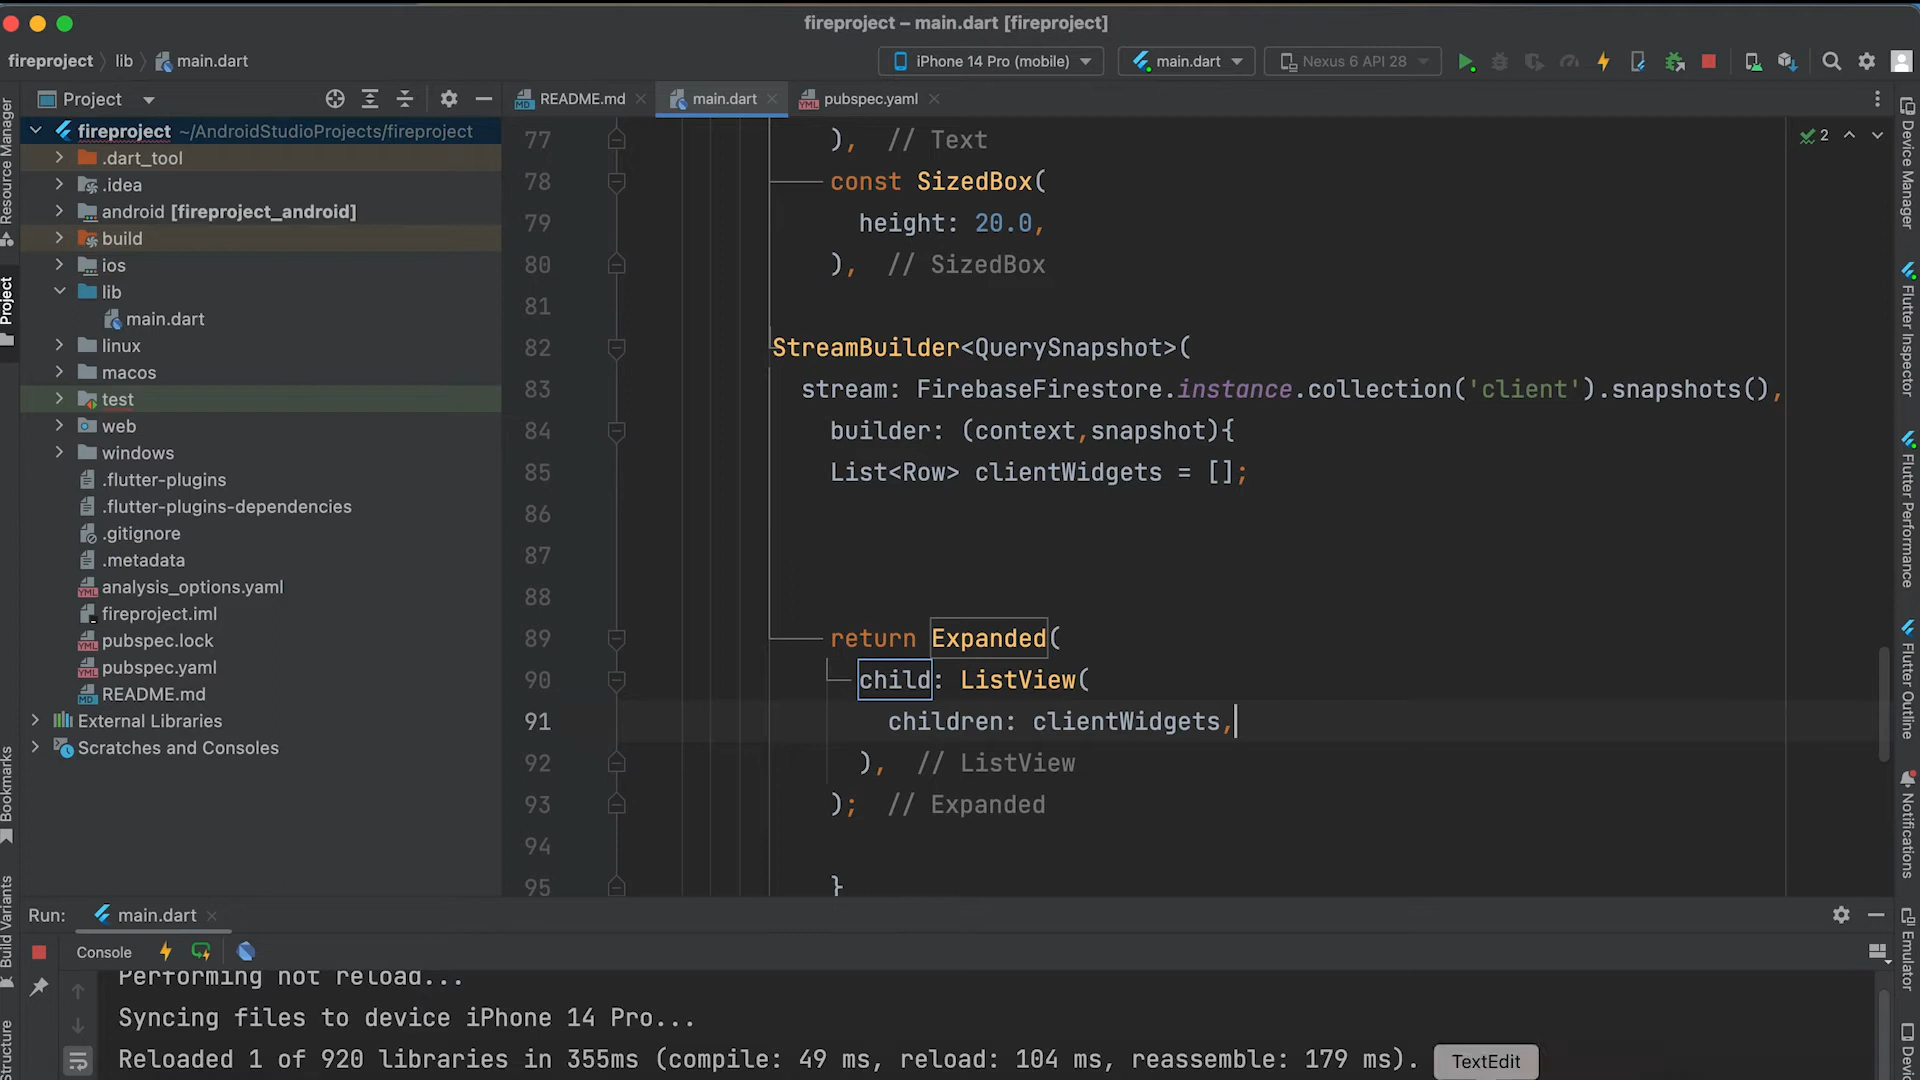 fireproject – main.dart [fireproject]
fireproject
lib
main.dart
iPhone 14 Pro (mobile)
main.dart
Nexus 6 API 28
Project
README.md
main.dart
pubspec.yaml
Resource Manager
Project
Bookmarks
Build Variants
Structure
fireproject ~/AndroidStudioProjects/fireproject
.dart_tool
.idea
android [fireproject_android]
build
ios
lib
main.dart
linux
macos
test
web
windows
.flutter-plugins
.flutter-plugins-dependencies
.gitignore
.metadata
analysis_options.yaml
fireproject.iml
pubspec.lock
pubspec.yaml
README.md
External Libraries
Scratches and Consoles
77 ), // Text
78 const SizedBox(
79 height: 20.0,
80 ), // SizedBox
81
82 StreamBuilder<QuerySnapshot>(
83 stream: FirebaseFirestore.instance.collection('client').snapshots(),
84 builder: (context,snapshot){
85 List<Row> clientWidgets = [];
86
87
88
89 return Expanded(
90 child: ListView(
91 children: clientWidgets,
92 ), // ListView
93 ); // Expanded
94
95 }
2
Device Manager
Flutter Inspector
Flutter Performance
Flutter Outline
Notifications
Emulator
Run: main.dart
Console
Performing hot reload...
Syncing files to device iPhone 14 Pro...
Reloaded 1 of 920 libraries in 355ms (compile: 49 ms, reload: 104 ms, reassemble: 179 ms).
TextEdit